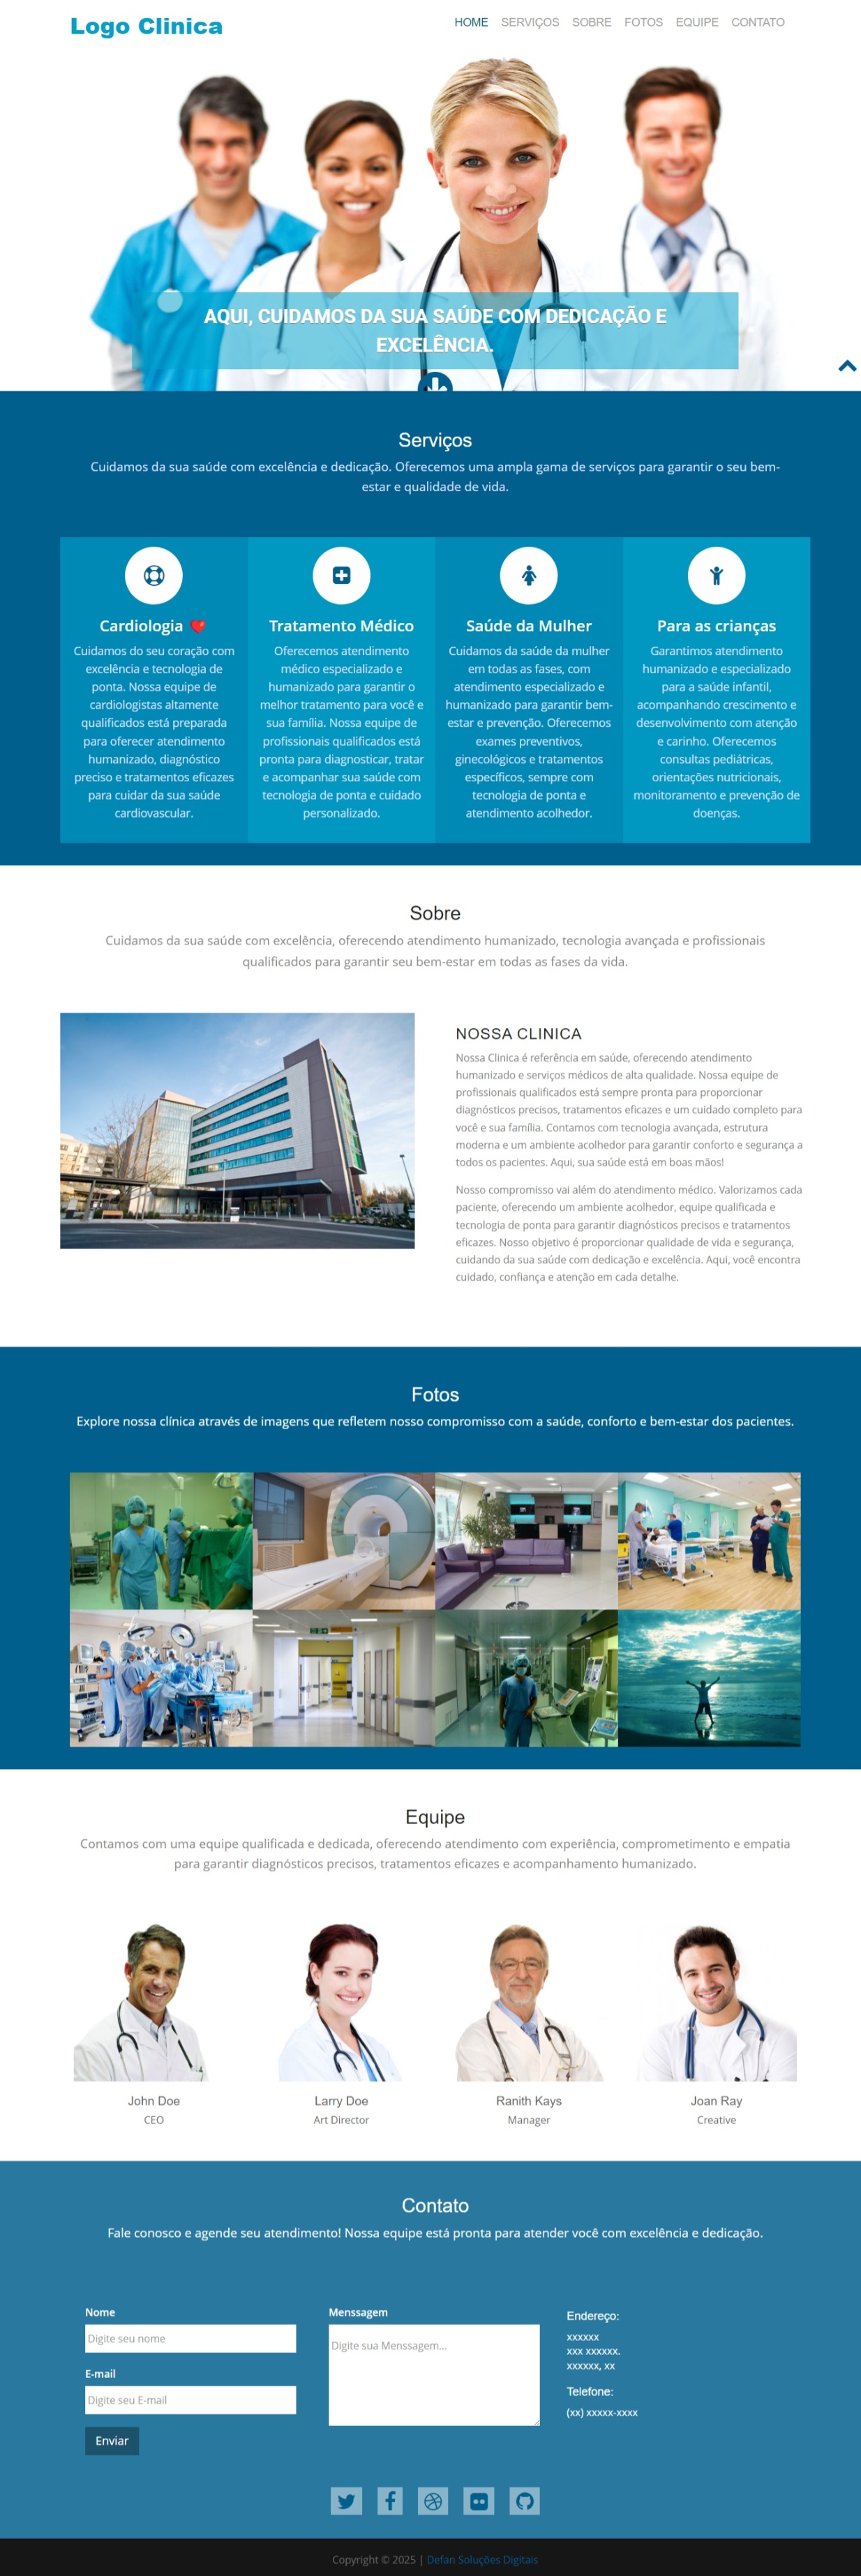 Logo Clinica
HOME SERVIÇOS SOBRE FOTOS EQUIPE CONTATO
AQUI, CUIDAMOS DA SUA SAÚDE COM DEDICAÇÃO E
EXCELÊNCIA.
Serviços
Cuidamos da sua saúde com excelência e dedicação. Oferecemos uma ampla gama de serviços para garantir o seu bem-
estar e qualidade de vida.
Cardiologia ❤️
Cuidamos do seu coração com
excelência e tecnologia de
ponta. Nossa equipe de
cardiologistas altamente
qualificados está preparada
para oferecer atendimento
humanizado, diagnóstico
preciso e tratamentos eficazes
para cuidar da sua saúde
cardiovascular.
Tratamento Médico
Oferecemos atendimento
médico especializado e
humanizado para garantir o
melhor tratamento para você e
sua família. Nossa equipe de
profissionais qualificados está
pronta para diagnosticar, tratar
e acompanhar sua saúde com
tecnologia de ponta e cuidado
personalizado.
Saúde da Mulher
Cuidamos da saúde da mulher
em todas as fases, com
atendimento especializado e
humanizado para garantir bem-
estar e prevenção. Oferecemos
exames preventivos,
ginecológicos e tratamentos
específicos, sempre com
tecnologia de ponta e
atendimento acolhedor.
Para as crianças
Garantimos atendimento
humanizado e especializado
para a saúde infantil,
acompanhando crescimento e
desenvolvimento com atenção
e carinho. Oferecemos
consultas pediátricas,
orientações nutricionais,
monitoramento e prevenção de
doenças.
Sobre
Cuidamos da sua saúde com excelência, oferecendo atendimento humanizado, tecnologia avançada e profissionais
qualificados para garantir seu bem-estar em todas as fases da vida.
NOSSA CLINICA
Nossa Clinica é referência em saúde, oferecendo atendimento
humanizado e serviços médicos de alta qualidade. Nossa equipe de
profissionais qualificados está sempre pronta para proporcionar
diagnósticos precisos, tratamentos eficazes e um cuidado completo para
você e sua família. Contamos com tecnologia avançada, estrutura
moderna e um ambiente acolhedor para garantir conforto e segurança a
todos os pacientes. Aqui, sua saúde está em boas mãos!
Nosso compromisso vai além do atendimento médico. Valorizamos cada
paciente, oferecendo um ambiente acolhedor, equipe qualificada e
tecnologia de ponta para garantir diagnósticos precisos e tratamentos
eficazes. Nosso objetivo é proporcionar qualidade de vida e segurança,
cuidando da sua saúde com dedicação e excelência. Aqui, você encontra
cuidado, confiança e atenção em cada detalhe.
Fotos
Explore nossa clínica através de imagens que refletem nosso compromisso com a saúde, conforto e bem-estar dos pacientes.
Equipe
Contamos com uma equipe qualificada e dedicada, oferecendo atendimento com experiência, comprometimento e empatia
para garantir diagnósticos precisos, tratamentos eficazes e acompanhamento humanizado.
John Doe
CEO
Larry Doe
Art Director
Ranith Kays
Manager
Joan Ray
Creative
Contato
Fale conosco e agende seu atendimento! Nossa equipe está pronta para atender você com excelência e dedicação.
Nome
Digite seu nome
E-mail
Digite seu E-mail
Enviar
Menssagem
Digite sua Menssagem...
Endereço:
xxxxxx
xxx xxxxxx.
xxxxxx, xx
Telefone:
(xx) xxxxx-xxxx
Copyright © 2025 | Defan Soluções Digitais